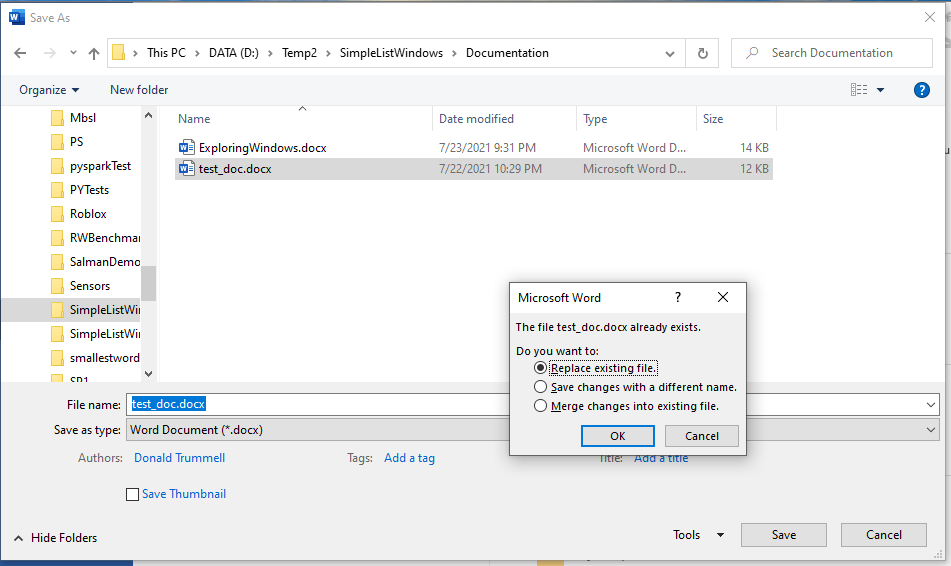 Save As
This PC > DATA (D:) > Temp2 > SimpleListWindows > Documentation
Search Documentation
Organize
New folder
?
Mbsl
PS
pysparkTest
PYTests
Roblox
RWBenchmar
SalmanDemo
Sensors
SimpleListWin
SimpleListWin
smallestword
SP1
Name Date modified Type Size
ExploringWindows.docx 7/23/2021 9:31 PM Microsoft Word D... 14 KB
test_doc.docx 7/22/2021 10:29 PM Microsoft Word D... 12 KB
Microsoft Word ?
The file test_doc.docx already exists.
Do you want to:
Replace existing file.
Save changes with a different name.
Merge changes into existing file.
OK Cancel
File name: test_doc.docx
Save as type: Word Document (*.docx)
Authors: Donald Trummell Tags: Add a tag Title: Add a title
Save Thumbnail
Hide Folders
Tools Save Cancel